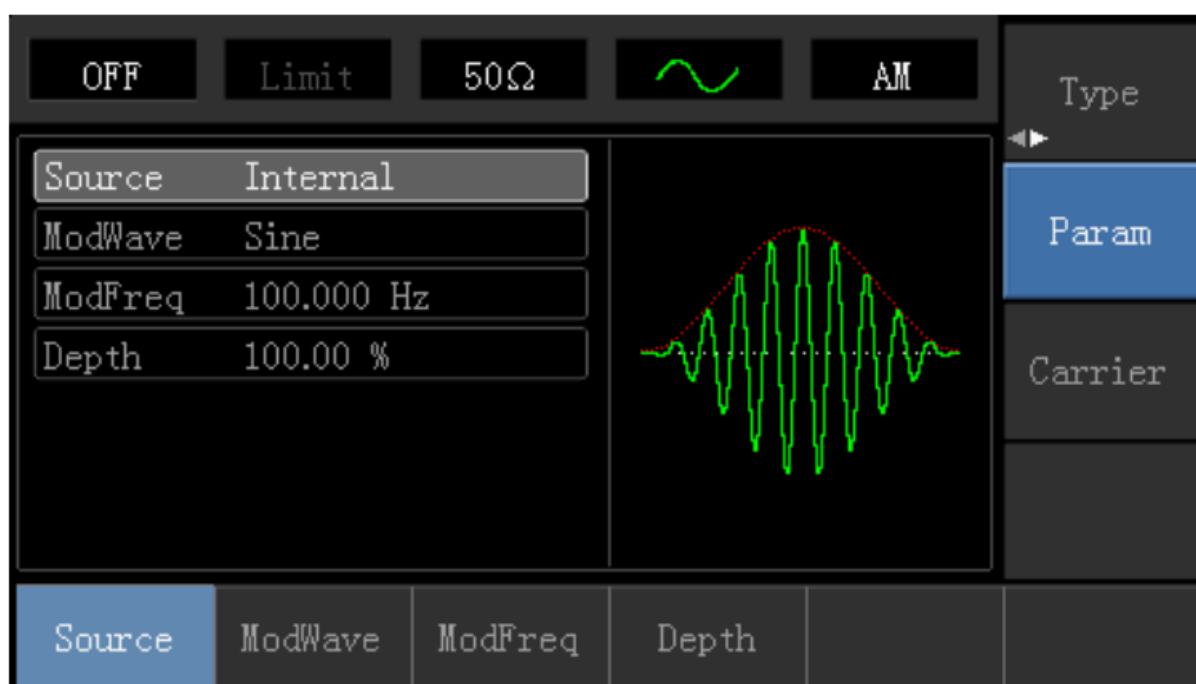 OFF Limit 50Ω AM
Type
Source Internal
ModWave Sine
ModFreq 100.000 Hz
Depth 100.00 %
Param
Carrier
Source ModWave ModFreq Depth